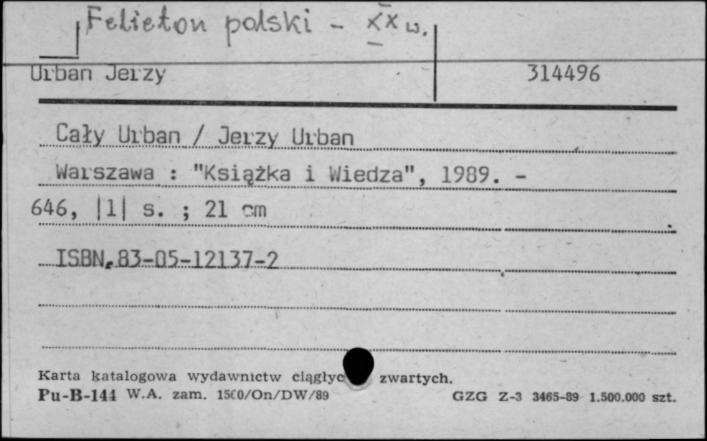 Felieton polski - XX w.
Urban Jerzy 314496
Cały Urban / Jerzy Urban
Warszawa : "Książka i Wiedza", 1989. -
646, |1| s. ; 21 cm
ISBN 83-05-12137-2
Karta katalogowa wydawnictw ciągłyc zwartych.
Pu-B-144 W.A. zam. 1560/On/DW/89 GZG Z-3 3465-89 1.500.000 szt.